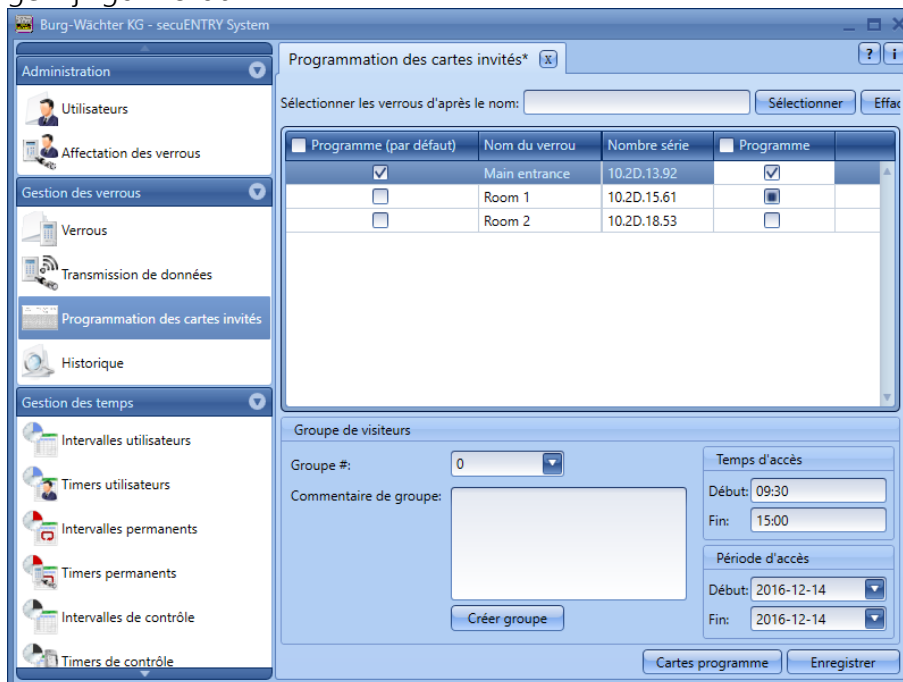 Burg-Wächter KG - secuENTRY System
Administration
Utilisateurs
Affectation des verrous
Gestion des verrous
Verrous
Transmission de données
Programmation des cartes invités
Historique
Gestion des temps
Intervalles utilisateurs
Timers utilisateurs
Intervalles permanents
Timers permanents
Intervalles de contrôle
Timers de contrôle
Programmation des cartes invités* x
? i
Sélectionner les verrous d'après le nom: Sélectionner Effac
Programme (par défaut) Nom du verrou Nombre série Programme
Main entrance 10.2D.13.92
Room 1 10.2D.15.61
Room 2 10.2D.18.53
Groupe de visiteurs
Groupe #: 0
Commentaire de groupe:
Créer groupe
Temps d'accès
Début: 09:30
Fin: 15:00
Période d'accès
Début: 2016-12-14
Fin: 2016-12-14
Cartes programme Enregistrer